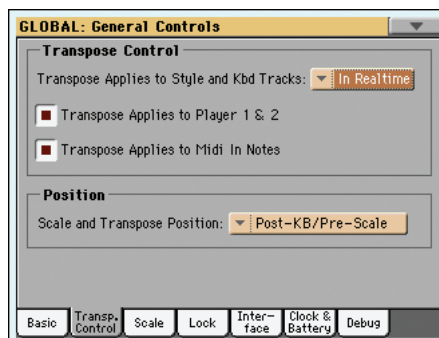 GLOBAL: General Controls
Transpose Control
Transpose Applies to Style and Kbd Tracks: In Realtime
Transpose Applies to Player 1 & 2
Transpose Applies to Midi In Notes
Position
Scale and Transpose Position: Post-KB/Pre-Scale
Basic Transp. Control Scale Lock Inter-face Clock & Battery Debug